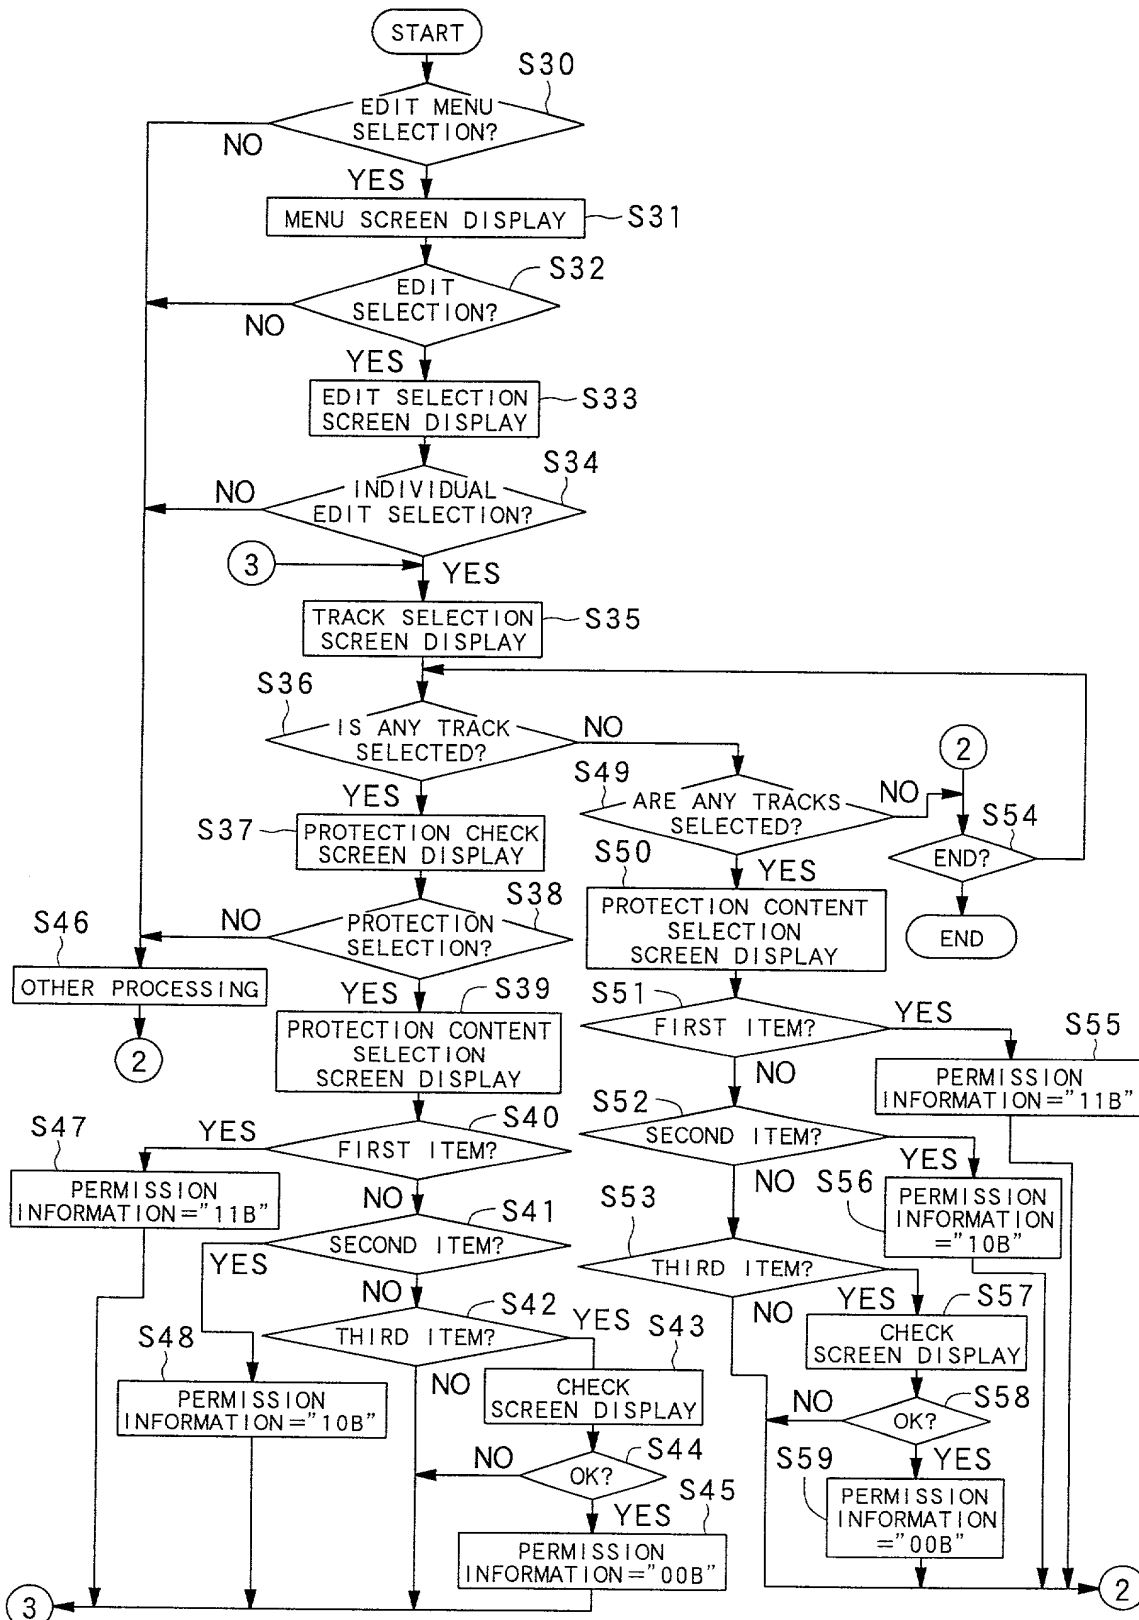 START
S30
EDIT MENU
SELECTION?
NO
YES
MENU SCREEN DISPLAY
S31
S32
EDIT
SELECTION?
NO
YES
EDIT SELECTION
SCREEN DISPLAY
S33
S34
INDIVIDUAL
EDIT SELECTION?
NO
3
YES
TRACK SELECTION
SCREEN DISPLAY
S35
S36
IS ANY TRACK
SELECTED?
NO
YES
S37
PROTECTION CHECK
SCREEN DISPLAY
S38
PROTECTION
SELECTION?
NO
YES
S46
OTHER PROCESSING
2
S39
PROTECTION CONTENT
SELECTION
SCREEN DISPLAY
S40
FIRST ITEM?
YES
NO
S47
PERMISSION
INFORMATION="11B"
S41
SECOND ITEM?
YES
NO
S48
PERMISSION
INFORMATION="10B"
S42
THIRD ITEM?
YES
NO
S43
CHECK
SCREEN DISPLAY
S44
OK?
NO
YES
S45
PERMISSION
INFORMATION="00B"
3
S49
ARE ANY TRACKS
SELECTED?
NO
YES
2
S54
END?
END
S50
PROTECTION CONTENT
SELECTION
SCREEN DISPLAY
S51
FIRST ITEM?
YES
NO
S55
PERMISSION
INFORMATION="11B"
S52
SECOND ITEM?
YES
NO
S56
PERMISSION
INFORMATION
="10B"
S53
THIRD ITEM?
YES
NO
S57
CHECK
SCREEN DISPLAY
S58
OK?
NO
YES
S59
PERMISSION
INFORMATION
="00B"
2